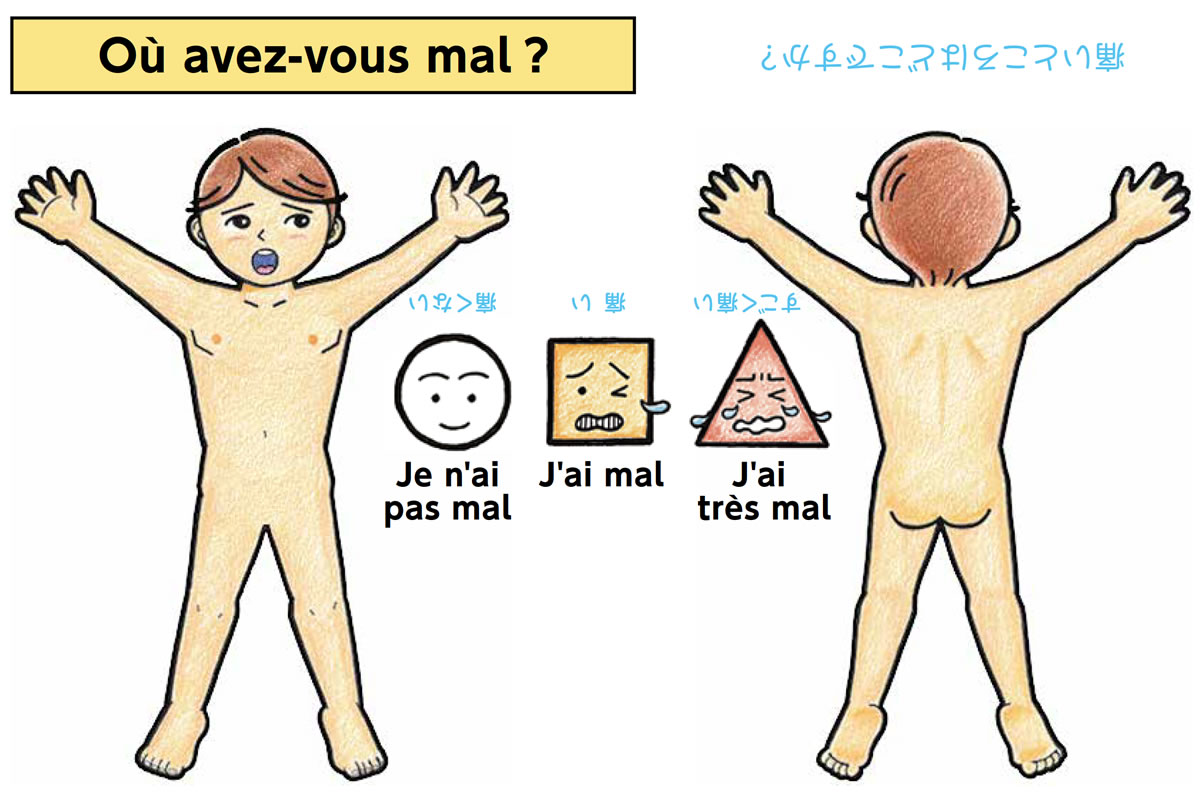 Où avez-vous mal ?
痛いところはどこですか?
痛くない
痛い
すごく痛い
Je n'ai
pas mal
J'ai mal
J'ai
très mal